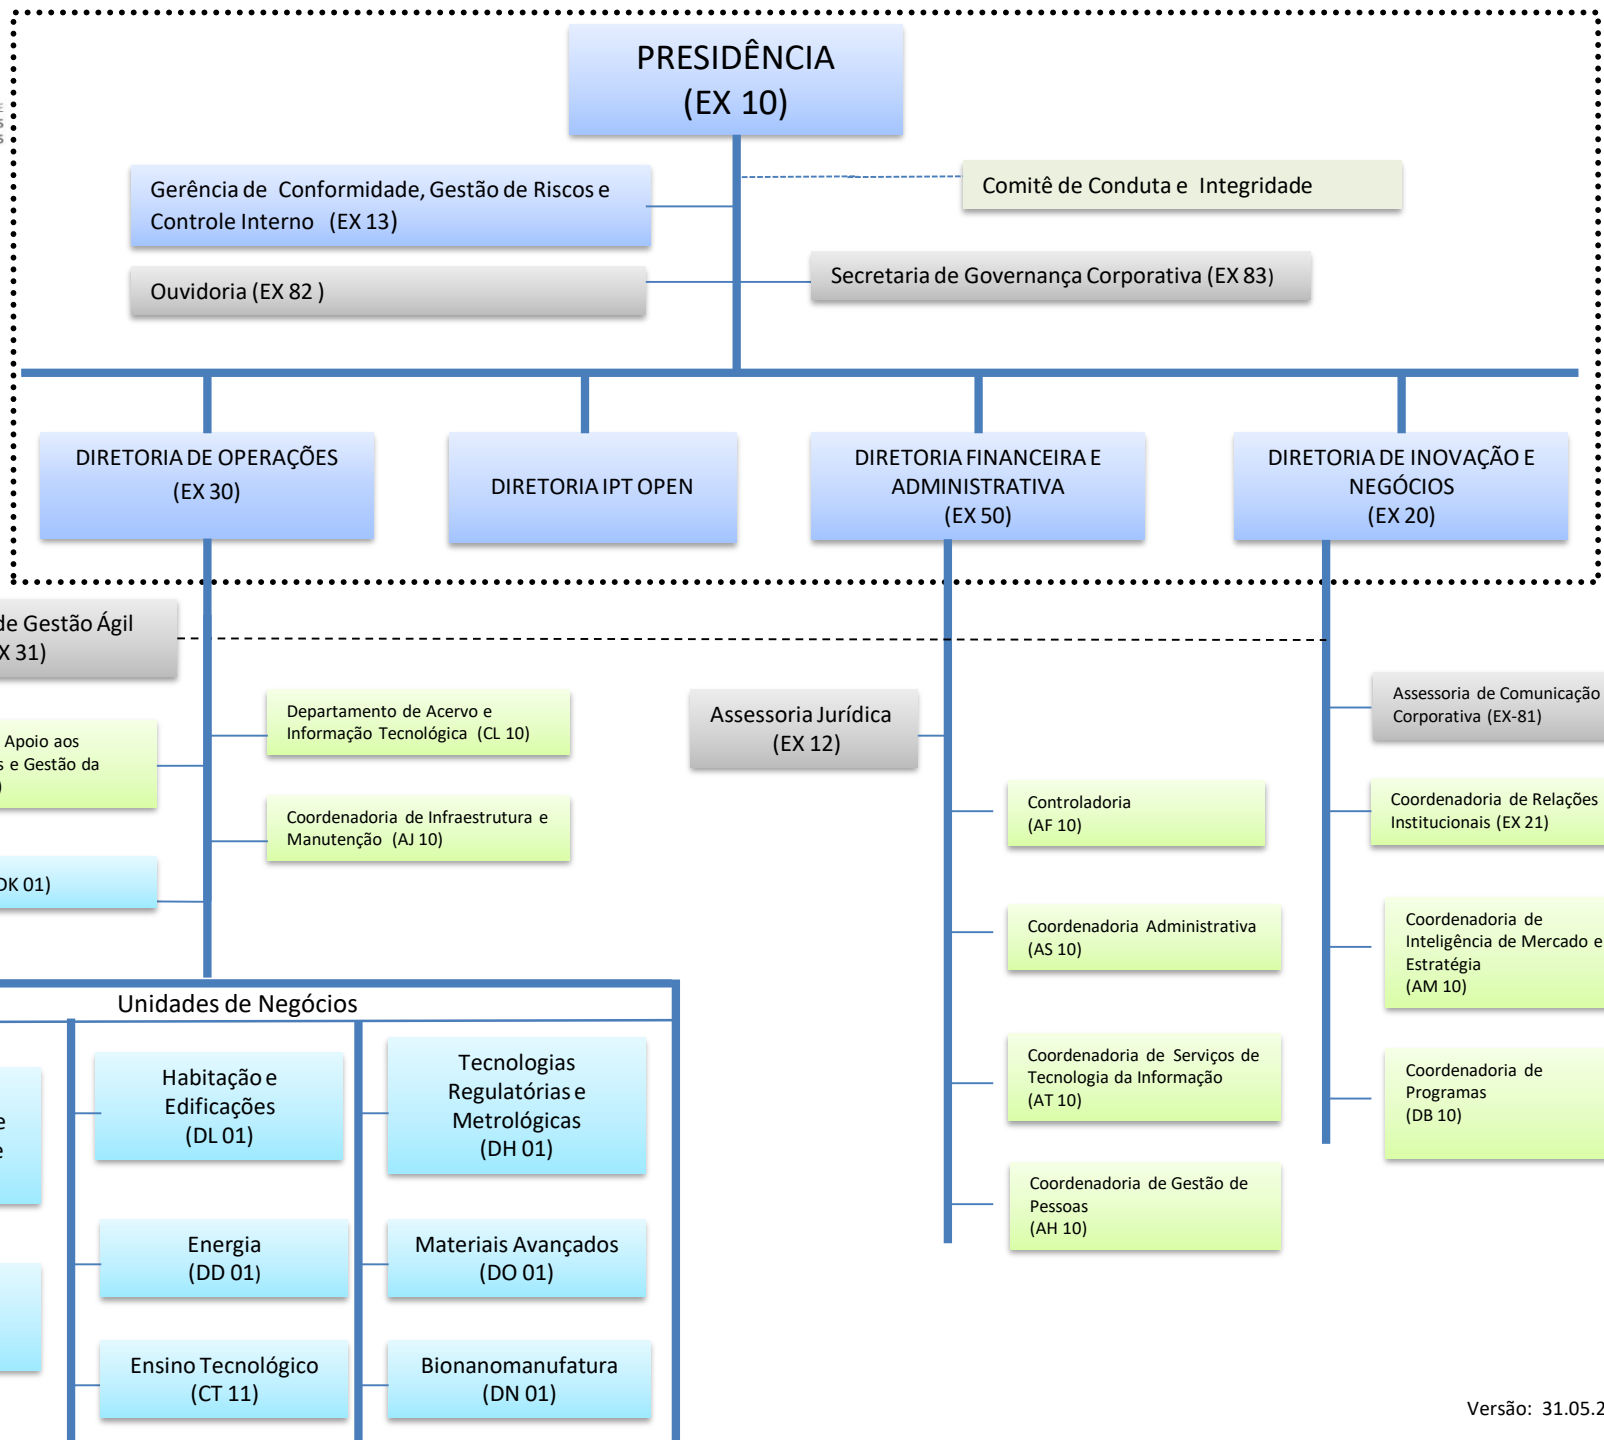 PRESIDÊNCIA
(EX 10)
Gerência de Conformidade, Gestão de Riscos e
Controle Interno (EX 13)
Comitê de Conduta e Integridade
Ouvidoria (EX 82 )
Secretaria de Governança Corporativa (EX 83)
DIRETORIA DE OPERAÇÕES
(EX 30)
DIRETORIA IPT OPEN
DIRETORIA FINANCEIRA E
ADMINISTRATIVA
(EX 50)
DIRETORIA DE INOVAÇÃO E
NEGÓCIOS
(EX 20)
de Gestão Ágil
X 31)
Departamento de Acervo e
Informação Tecnológica (CL 10)
Apoio aos
s e Gestão da
)
Coordenadoria de Infraestrutura e
Manutenção (AJ 10)
DK 01)
Assessoria Jurídica
(EX 12)
Controladoria
(AF 10)
Coordenadoria Administrativa
(AS 10)
Coordenadoria de Serviços de
Tecnologia da Informação
(AT 10)
Coordenadoria de Gestão de
Pessoas
(AH 10)
Assessoria de Comunicação
Corporativa (EX-81)
Coordenadoria de Relações
Institucionais (EX 21)
Coordenadoria de
Inteligência de Mercado e
Estratégia
(AM 10)
Coordenadoria de
Programas
(DB 10)
Unidades de Negócios
e
e
Habitação e
Edificações
(DL 01)
Tecnologias
Regulatórias e
Metrológicas
(DH 01)
Energia
(DD 01)
Materiais Avançados
(DO 01)
Ensino Tecnológico
(CT 11)
Bionanomanufatura
(DN 01)
Versão: 31.05.2